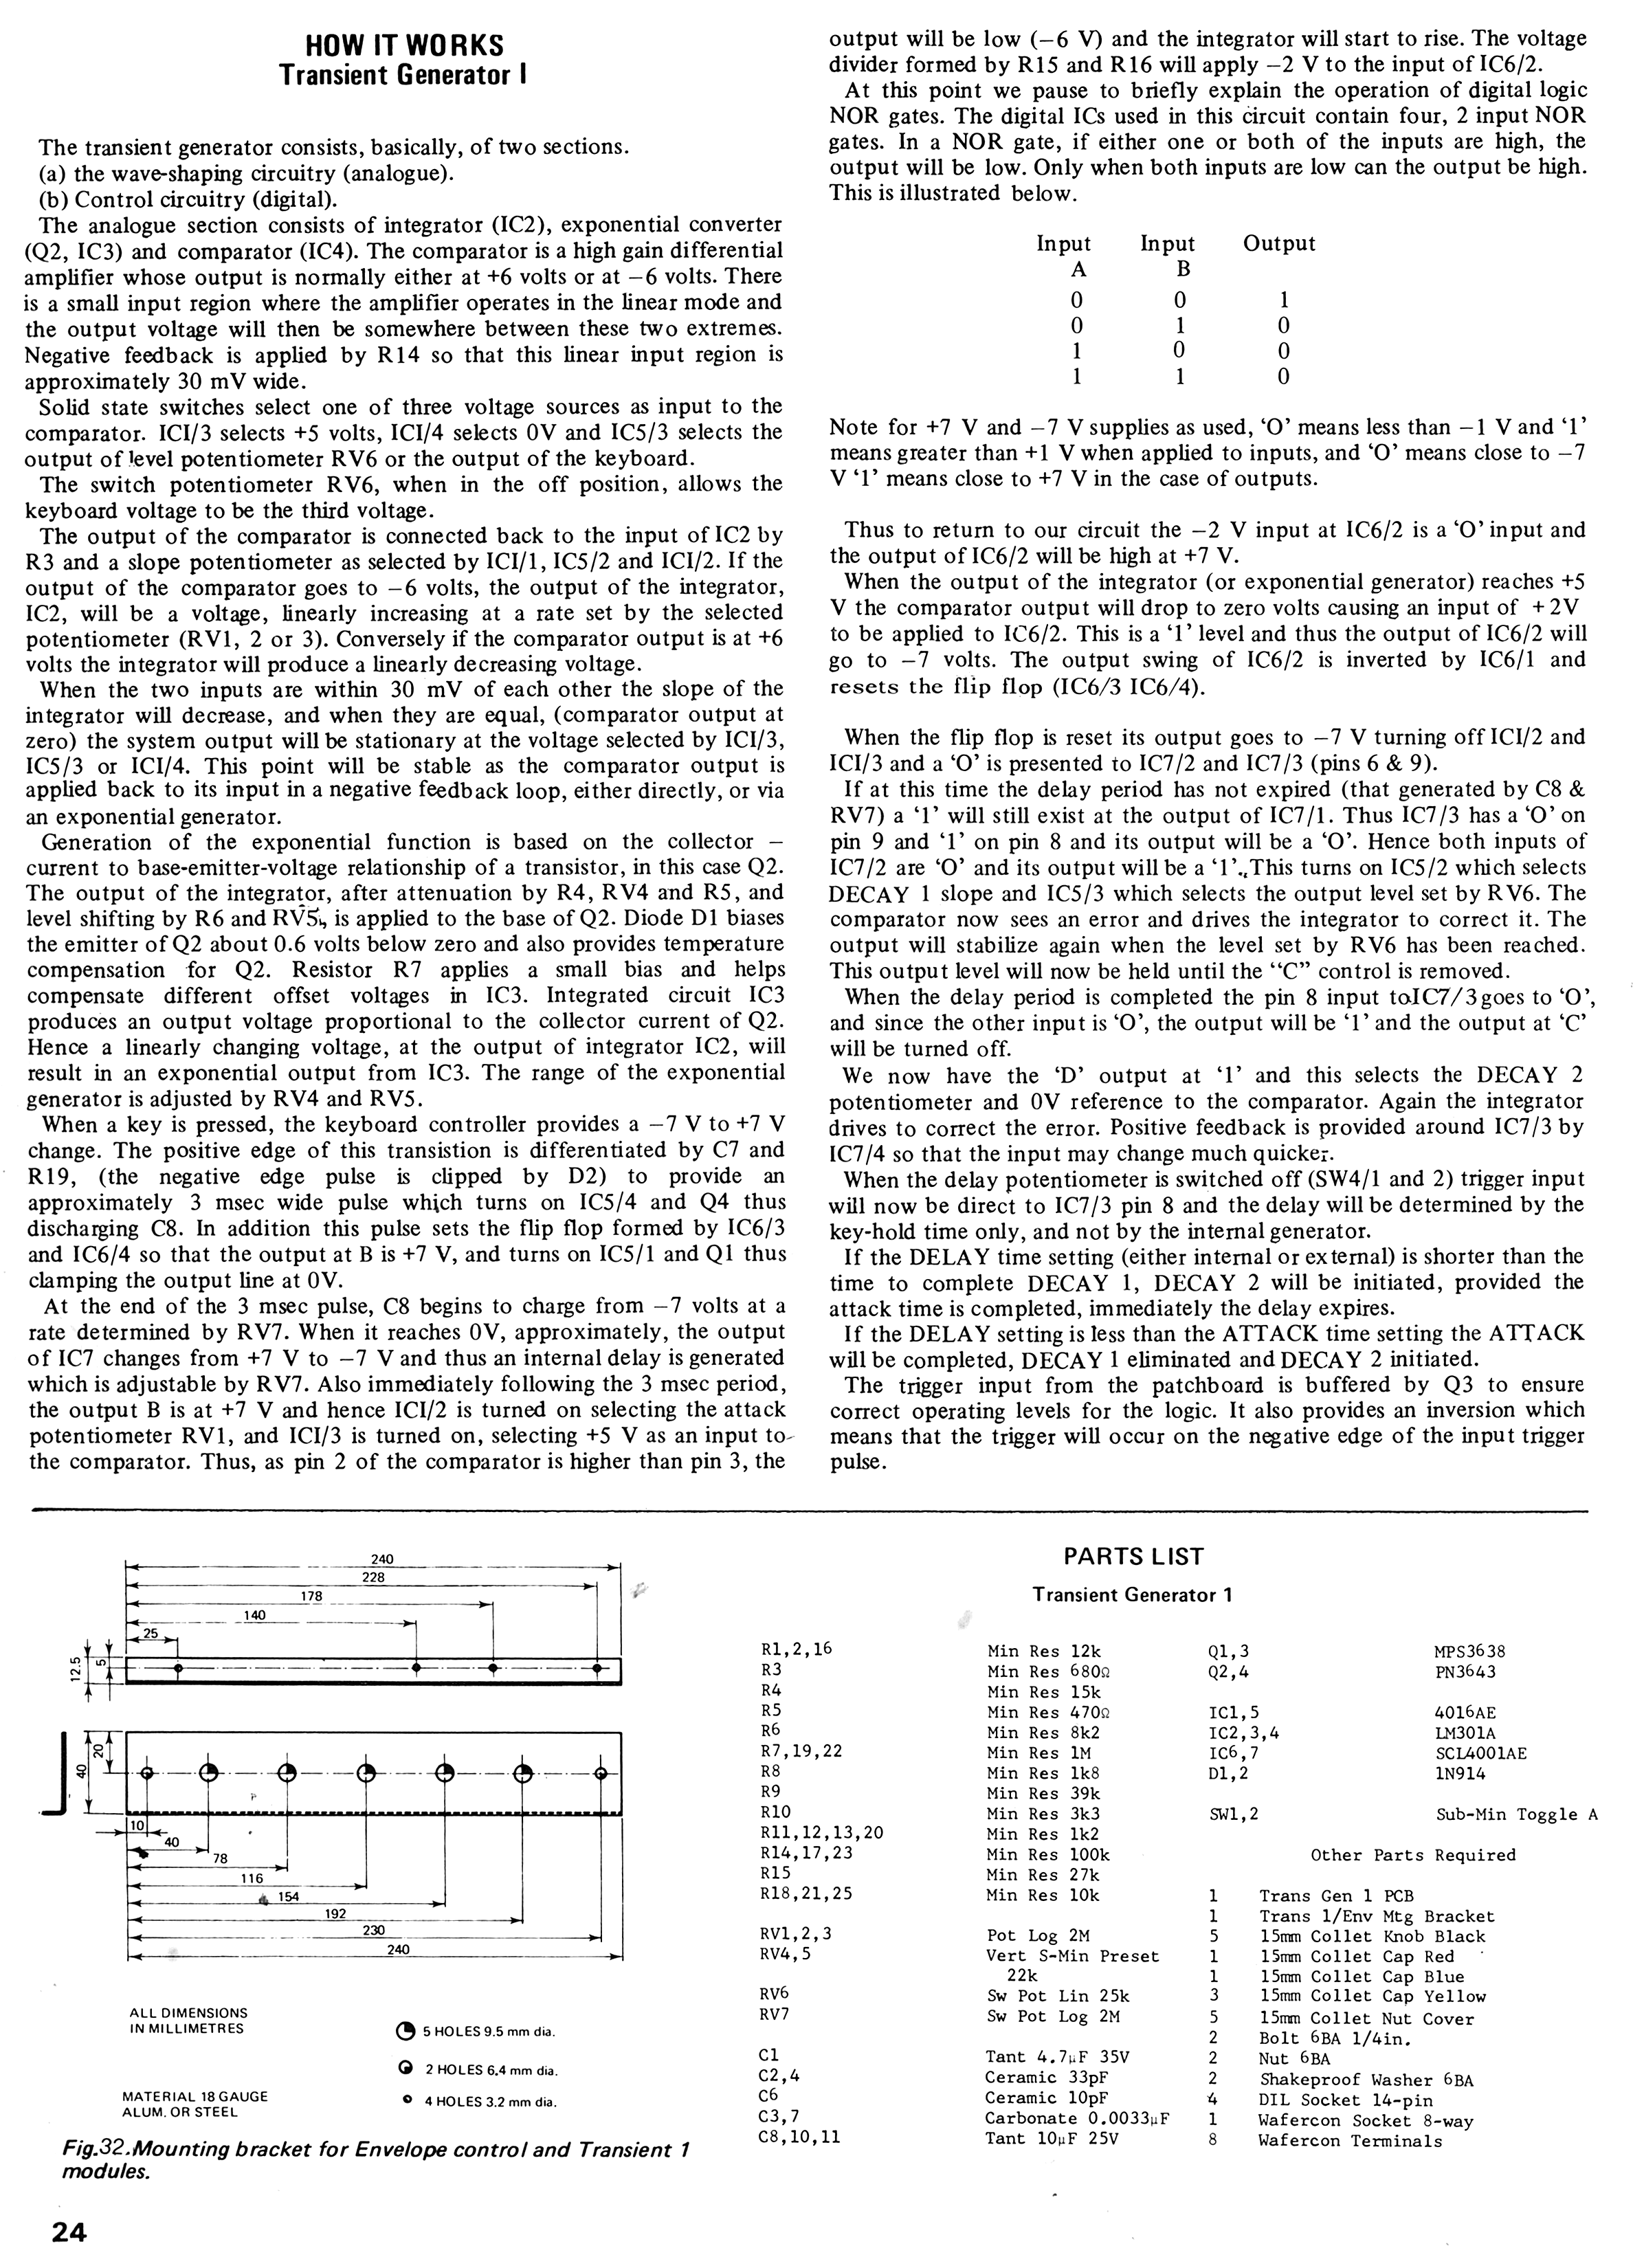 HOW IT WORKS
Transient Generator I
The transient generator consists, basically, of two sections.
(a) the wave-shaping circuitry (analogue).
(b) Control circuitry (digital).
The analogue section consists of integrator (IC2), exponential converter
(Q2, IC3) and comparator (IC4). The comparator is a high gain differential
amplifier whose output is normally either at +6 volts or at −6 volts. There
is a small input region where the amplifier operates in the linear mode and
the output voltage will then be somewhere between these two extremes.
Negative feedback is applied by R14 so that this linear input region is
approximately 30 mV wide.
Solid state switches select one of three voltage sources as input to the
comparator. ICI/3 selects +5 volts, ICI/4 selects 0V and IC5/3 selects the
output of level potentiometer RV6 or the output of the keyboard.
The switch potentiometer RV6, when in the off position, allows the
keyboard voltage to be the third voltage.
The output of the comparator is connected back to the input of IC2 by
R3 and a slope potentiometer as selected by ICI/1, IC5/2 and ICI/2. If the
output of the comparator goes to −6 volts, the output of the integrator,
IC2, will be a voltage, linearly increasing at a rate set by the selected
potentiometer (RV1, 2 or 3). Conversely if the comparator output is at +6
volts the integrator will produce a linearly decreasing voltage.
When the two inputs are within 30 mV of each other the slope of the
integrator will decrease, and when they are equal, (comparator output at
zero) the system output will be stationary at the voltage selected by ICI/3,
IC5/3 or ICI/4. This point will be stable as the comparator output is
applied back to its input in a negative feedback loop, either directly, or via
an exponential generator.
Generation of the exponential function is based on the collector −
current to base-emitter-voltage relationship of a transistor, in this case Q2.
The output of the integrator, after attenuation by R4, RV4 and R5, and
level shifting by R6 and RV5, is applied to the base of Q2. Diode D1 biases
the emitter of Q2 about 0.6 volts below zero and also provides temperature
compensation for Q2. Resistor R7 applies a small bias and helps
compensate different offset voltages in IC3. Integrated circuit IC3
produces an output voltage proportional to the collector current of Q2.
Hence a linearly changing voltage, at the output of integrator IC2, will
result in an exponential output from IC3. The range of the exponential
generator is adjusted by RV4 and RV5.
When a key is pressed, the keyboard controller provides a −7 V to +7 V
change. The positive edge of this transistion is differentiated by C7 and
R19, (the negative edge pulse is clipped by D2) to provide an
approximately 3 msec wide pulse which turns on IC5/4 and Q4 thus
discharging C8. In addition this pulse sets the flip flop formed by IC6/3
and IC6/4 so that the output at B is +7 V, and turns on IC5/1 and Q1 thus
clamping the output line at 0V.
At the end of the 3 msec pulse, C8 begins to charge from −7 volts at a
rate determined by RV7. When it reaches 0V, approximately, the output
of IC7 changes from +7 V to −7 V and thus an internal delay is generated
which is adjustable by RV7. Also immediately following the 3 msec period,
the output B is at +7 V and hence ICI/2 is turned on selecting the attack
potentiometer RV1, and ICI/3 is turned on, selecting +5 V as an input to
the comparator. Thus, as pin 2 of the comparator is higher than pin 3, the
output will be low (−6 V) and the integrator will start to rise. The voltage
divider formed by R15 and R16 will apply −2 V to the input of IC6/2.
At this point we pause to briefly explain the operation of digital logic
NOR gates. The digital ICs used in this circuit contain four, 2 input NOR
gates. In a NOR gate, if either one or both of the inputs are high, the
output will be low. Only when both inputs are low can the output be high.
This is illustrated below.
Input Input Output
A B
0 0 1
0 1 0
1 0 0
1 1 0
Note for +7 V and −7 V supplies as used, ‘O’ means less than −1 V and ‘1’
means greater than +1 V when applied to inputs, and ‘O’ means close to −7
V ‘1’ means close to +7 V in the case of outputs.
Thus to return to our circuit the −2 V input at IC6/2 is a ‘O’ input and
the output of IC6/2 will be high at +7 V.
When the output of the integrator (or exponential generator) reaches +5
V the comparator output will drop to zero volts causing an input of +2V
to be applied to IC6/2. This is a ‘1’ level and thus the output of IC6/2 will
go to −7 volts. The output swing of IC6/2 is inverted by IC6/1 and
resets the flip flop (IC6/3 IC6/4).
When the flip flop is reset its output goes to −7 V turning off ICI/2 and
ICI/3 and a ‘O’ is presented to IC7/2 and IC7/3 (pins 6 & 9).
If at this time the delay period has not expired (that generated by C8 &
RV7) a ‘1’ will still exist at the output of IC7/1. Thus IC7/3 has a ‘O’ on
pin 9 and ‘1’ on pin 8 and its output will be a ‘O’. Hence both inputs of
IC7/2 are ‘O’ and its output will be a ‘1’. This turns on IC5/2 which selects
DECAY 1 slope and IC5/3 which selects the output level set by RV6. The
comparator now sees an error and drives the integrator to correct it. The
output will stabilize again when the level set by RV6 has been reached.
This output level will now be held until the “C” control is removed.
When the delay period is completed the pin 8 input to IC7/3 goes to ‘O’,
and since the other input is ‘O’, the output will be ‘1’ and the output at ‘C’
will be turned off.
We now have the ‘D’ output at ‘1’ and this selects the DECAY 2
potentiometer and 0V reference to the comparator. Again the integrator
drives to correct the error. Positive feedback is provided around IC7/3 by
IC7/4 so that the input may change much quicker.
When the delay potentiometer is switched off (SW4/1 and 2) trigger input
will now be direct to IC7/3 pin 8 and the delay will be determined by the
key-hold time only, and not by the internal generator.
If the DELAY time setting (either internal or external) is shorter than the
time to complete DECAY 1, DECAY 2 will be initiated, provided the
attack time is completed, immediately the delay expires.
If the DELAY setting is less than the ATTACK time setting the ATTACK
will be completed, DECAY 1 eliminated and DECAY 2 initiated.
The trigger input from the patchboard is buffered by Q3 to ensure
correct operating levels for the logic. It also provides an inversion which
means that the trigger will occur on the negative edge of the input trigger
pulse.
240
228
178
140
25
12.5
5
40
20
10
40
78
116
154
192
230
240
ALL DIMENSIONS
IN MILLIMETRES
5 HOLES 9.5 mm dia.
2 HOLES 6.4 mm dia.
MATERIAL 18 GAUGE
ALUM. OR STEEL
4 HOLES 3.2 mm dia.
Fig.32. Mounting bracket for Envelope control and Transient 1
modules.
PARTS LIST
Transient Generator 1
R1,2,16 Min Res 12k
R3 Min Res 680Ω
R4 Min Res 15k
R5 Min Res 470Ω
R6 Min Res 8k2
R7,19,22 Min Res 1M
R8 Min Res 1k8
R9 Min Res 39k
R10 Min Res 3k3
R11,12,13,20 Min Res 1k2
R14,17,23 Min Res 100k
R15 Min Res 27k
R18,21,25 Min Res 10k
RV1,2,3 Pot Log 2M
RV4,5 Vert S-Min Preset
22k
RV6 Sw Pot Lin 25k
RV7 Sw Pot Log 2M
C1 Tant 4.7µF 35V
C2,4 Ceramic 33pF
C6 Ceramic 10pF
C3,7 Carbonate 0.0033µF
C8,10,11 Tant 10µF 25V
Q1,3 MPS3638
Q2,4 PN3643
IC1,5 4016AE
IC2,3,4 LM301A
IC6,7 SCL4001AE
D1,2 1N914
SW1,2 Sub-Min Toggle A
Other Parts Required
1 Trans Gen 1 PCB
1 Trans 1/Env Mtg Bracket
5 15mm Collet Knob Black
1 15mm Collet Cap Red
1 15mm Collet Cap Blue
3 15mm Collet Cap Yellow
5 15mm Collet Nut Cover
2 Bolt 6BA 1/4in.
2 Nut 6BA
2 Shakeproof Washer 6BA
4 DIL Socket 14-pin
1 Wafercon Socket 8-way
8 Wafercon Terminals
24